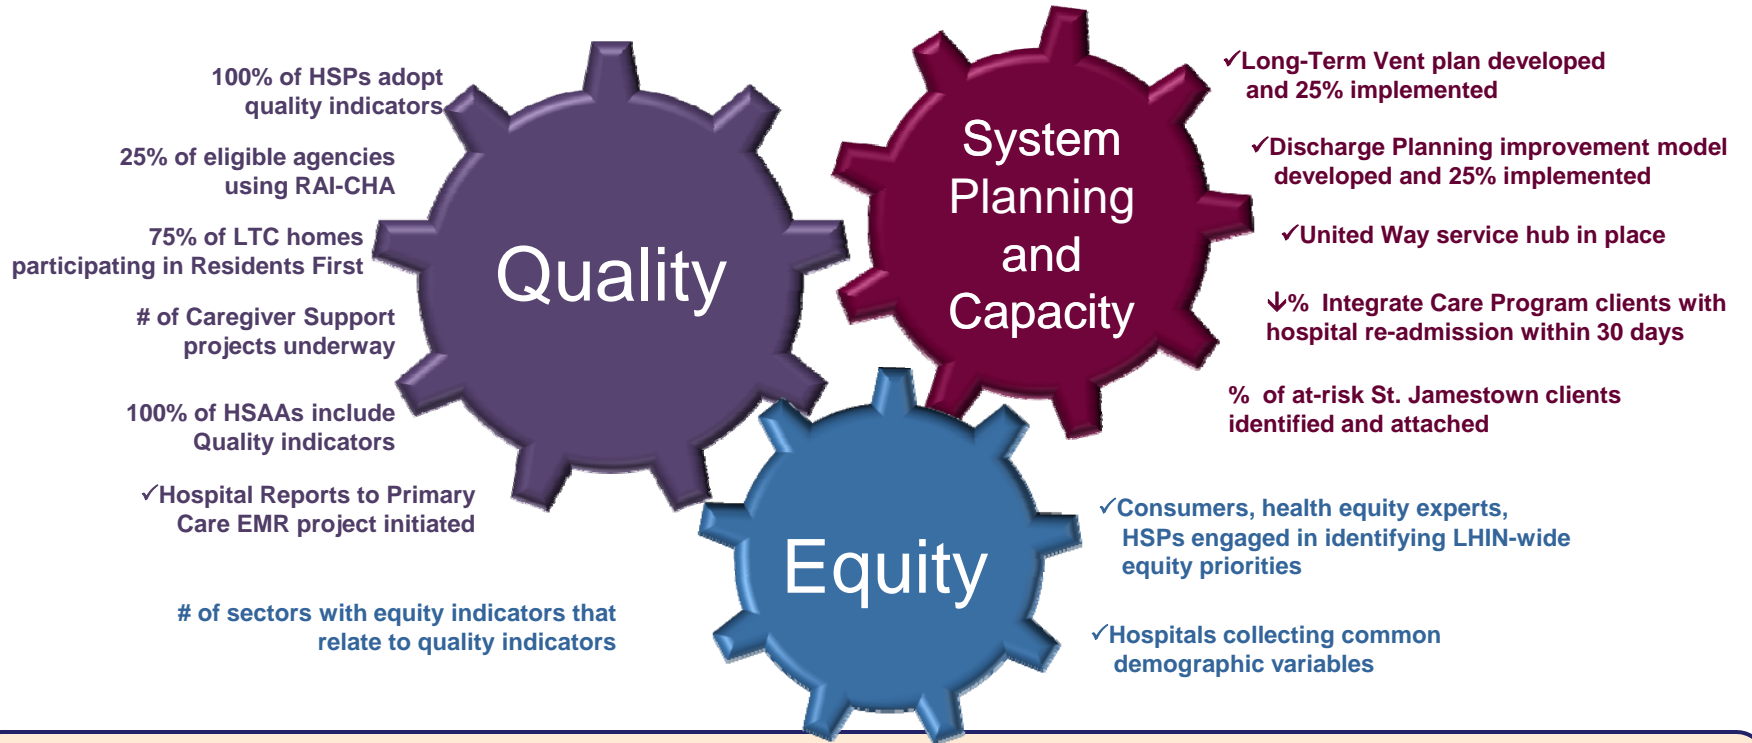 100% of HSPs adopt
quality indicators
25% of eligible agencies
using RAI-CHA
75% of LTC homes
participating in Residents First
# of Caregiver Support
projects underway
100% of HSAAs include
Quality indicators
✓Hospital Reports to Primary
Care EMR project initiated
Quality
System
Planning
and
Capacity
✓Long-Term Vent plan developed
and 25% implemented
✓Discharge Planning improvement model
developed and 25% implemented
✓United Way service hub in place
↓% Integrate Care Program clients with
hospital re-admission within 30 days
% of at-risk St. Jamestown clients
identified and attached
Equity
# of sectors with equity indicators that
relate to quality indicators
✓Consumers, health equity experts,
HSPs engaged in identifying LHIN-wide
equity priorities
✓Hospitals collecting common
demographic variables